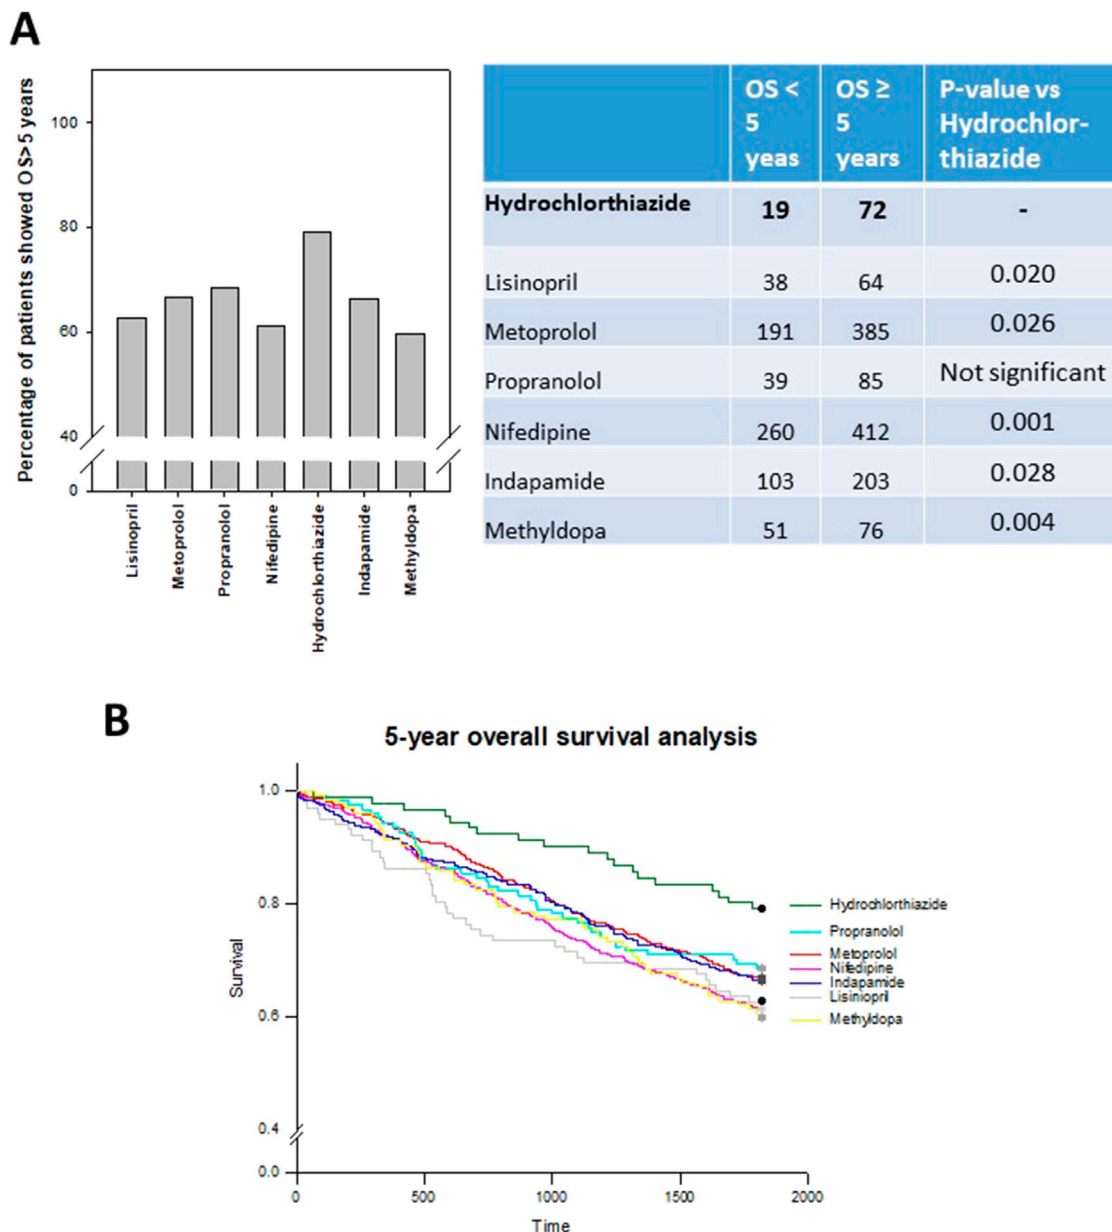 A
Percentage of patients showed OS>5 years
100
80
60
40
0
Lisinopril
Metoprolol
Propranolol
Nifedipine
Hydrochlorthiazide
Indapamide
Methyldopa
OS <
5
yeas
OS ≥
5
years
P-value vs
Hydrochlor-
thiazide
Hydrochlorthiazide 19 72 -
Lisinopril 38 64 0.020
Metoprolol 191 385 0.026
Propranolol 39 85 Not significant
Nifedipine 260 412 0.001
Indapamide 103 203 0.028
Methyldopa 51 76 0.004
B
5-year overall survival analysis
Survival
1.0
0.8
0.6
0.4
0.0
0 500 1000 1500 2000
Time
Hydrochlorthiazide
Propranolol
Metoprolol
Nifedipine
Indapamide
Lisiniopril
Methyldopa